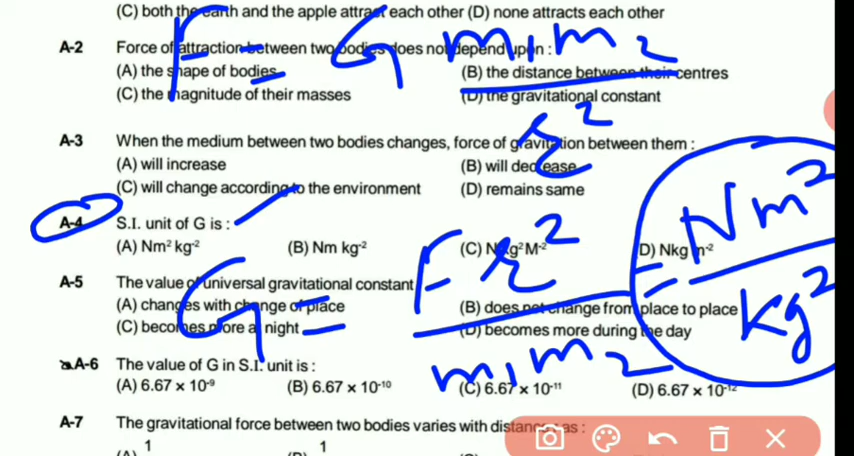 (C) both the earth and the apple attract each other (D) none attracts each other
A-2 Force of attraction between two bodies does not depend upon :
(A) the shape of bodies (B) the distance between their centres
(C) the magnitude of their masses (D) the gravitational constant
F = G m1 m2
r2
A-3 When the medium between two bodies changes, force of gravitation between them :
(A) will increase (B) will decrease
(C) will change according to the environment (D) remains same
A-4 S.I. unit of G is :
(A) Nm² kg⁻² (B) Nm kg⁻² (C) N kg² M⁻² (D) Nkg m⁻²
G = F r2
m1 m2
= Nm2
kg2
A-5 The value of universal gravitational constant
(A) changes with change of place (B) does not change from place to place
(C) becomes more at night (D) becomes more during the day
A-6 The value of G in S.I. unit is :
(A) 6.67 × 10⁻⁹ (B) 6.67 × 10⁻¹⁰ (C) 6.67 × 10⁻¹¹ (D) 6.67 × 10⁻¹²
A-7 The gravitational force between two bodies varies with distance as :
1 1